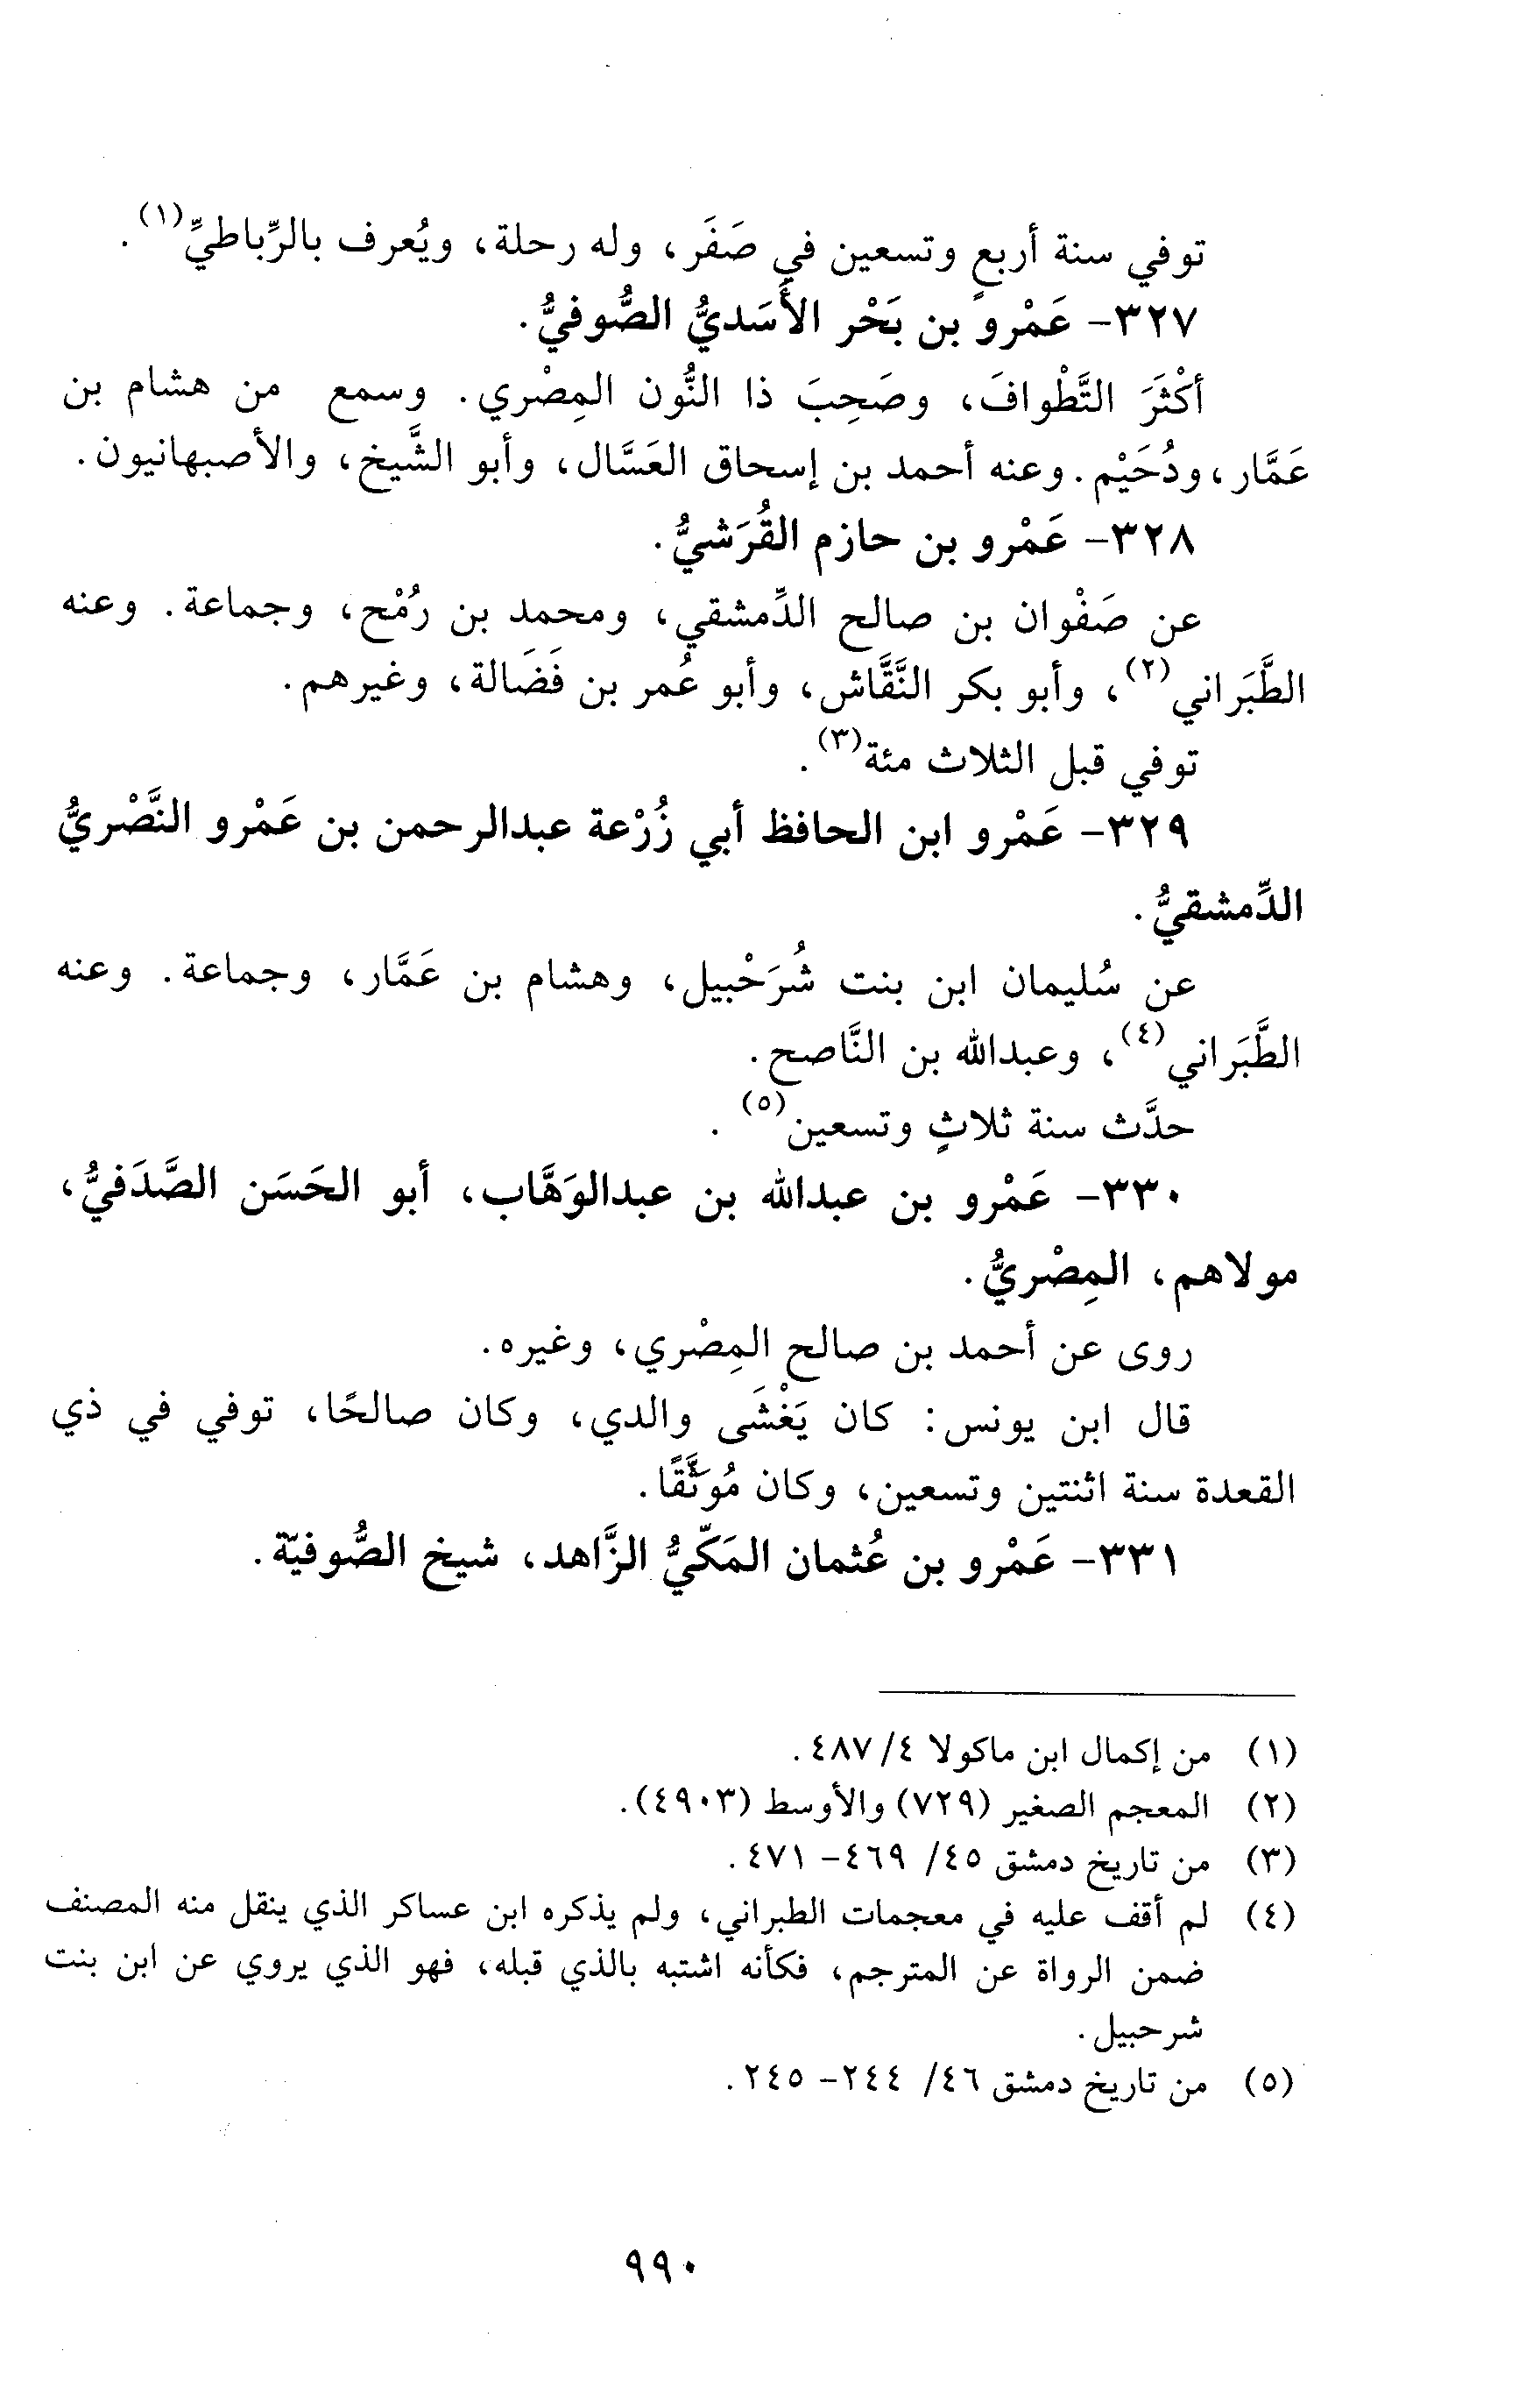 توفي سنة أربعٍ وتسعين في صَفَر، وله رحلة، ويُعرف بالرِّباطيِّ(١).
٣٢٧- عَمْرو بن بَحْر الأَسَديُّ الصُّوفيُّ.
أكْثَرَ التَّطْوافَ، وصَحِبَ ذا النُّون المِصْري. وسمع من هشام بن
عَمَّار، ودُحَيْم. وعنه أحمد بن إسحاق العَسَّال، وأبو الشَّيخ، والأصبهانيون.
٣٢٨- عَمْرو بن حازم القُرَشيُّ.
عن صَفْوان بن صالح الدِّمشقي، ومحمد بن رُمْح، وجماعة. وعنه
الطَّبَراني(٢)، وأبو بكر النَّقَّاش، وأبو عُمر بن فَضَالة، وغيرهم.
توفي قبل الثلاث مئة(٣).
٣٢٩- عَمْرو ابن الحافظ أبي زُرْعة عبدالرحمن بن عَمْرو النَّصْريُّ
الدِّمشقيُّ.
عن سُليمان ابن بنت شُرَحْبيل، وهشام بن عَمَّار، وجماعة. وعنه
الطَّبَراني(٤)، وعبدالله بن النَّاصح.
حدَّث سنة ثلاثٍ وتسعين(٥).
٣٣٠- عَمْرو بن عبدالله بن عبدالوَهَّاب، أبو الحَسَن الصَّدَفيُّ،
مولاهم، المِصْريُّ.
روى عن أحمد بن صالح المِصْري، وغيره.
قال ابن يونس: كان يَغْشَى والدي، وكان صالحًا، توفي في ذي
القعدة سنة اثنتين وتسعين، وكان مُوَثَّقًا.
٣٣١- عَمْرو بن عُثمان المَكّيُّ الزَّاهد، شيخ الصُّوفيّة.
(١) من إكمال ابن ماكولا ٤/ ٤٨٧.
(٢) المعجم الصغير (٧٢٩) والأوسط (٤٩٠٣).
(٣) من تاريخ دمشق ٤٥/ ٤٦٩- ٤٧١.
(٤) لم أقف عليه في معجمات الطبراني، ولم يذكره ابن عساكر الذي ينقل منه المصنف
ضمن الرواة عن المترجم، فكأنه اشتبه بالذي قبله، فهو الذي يروي عن ابن بنت
شرحبيل.
(٥) من تاريخ دمشق ٤٦/ ٢٤٤- ٢٤٥.
٩٩٠